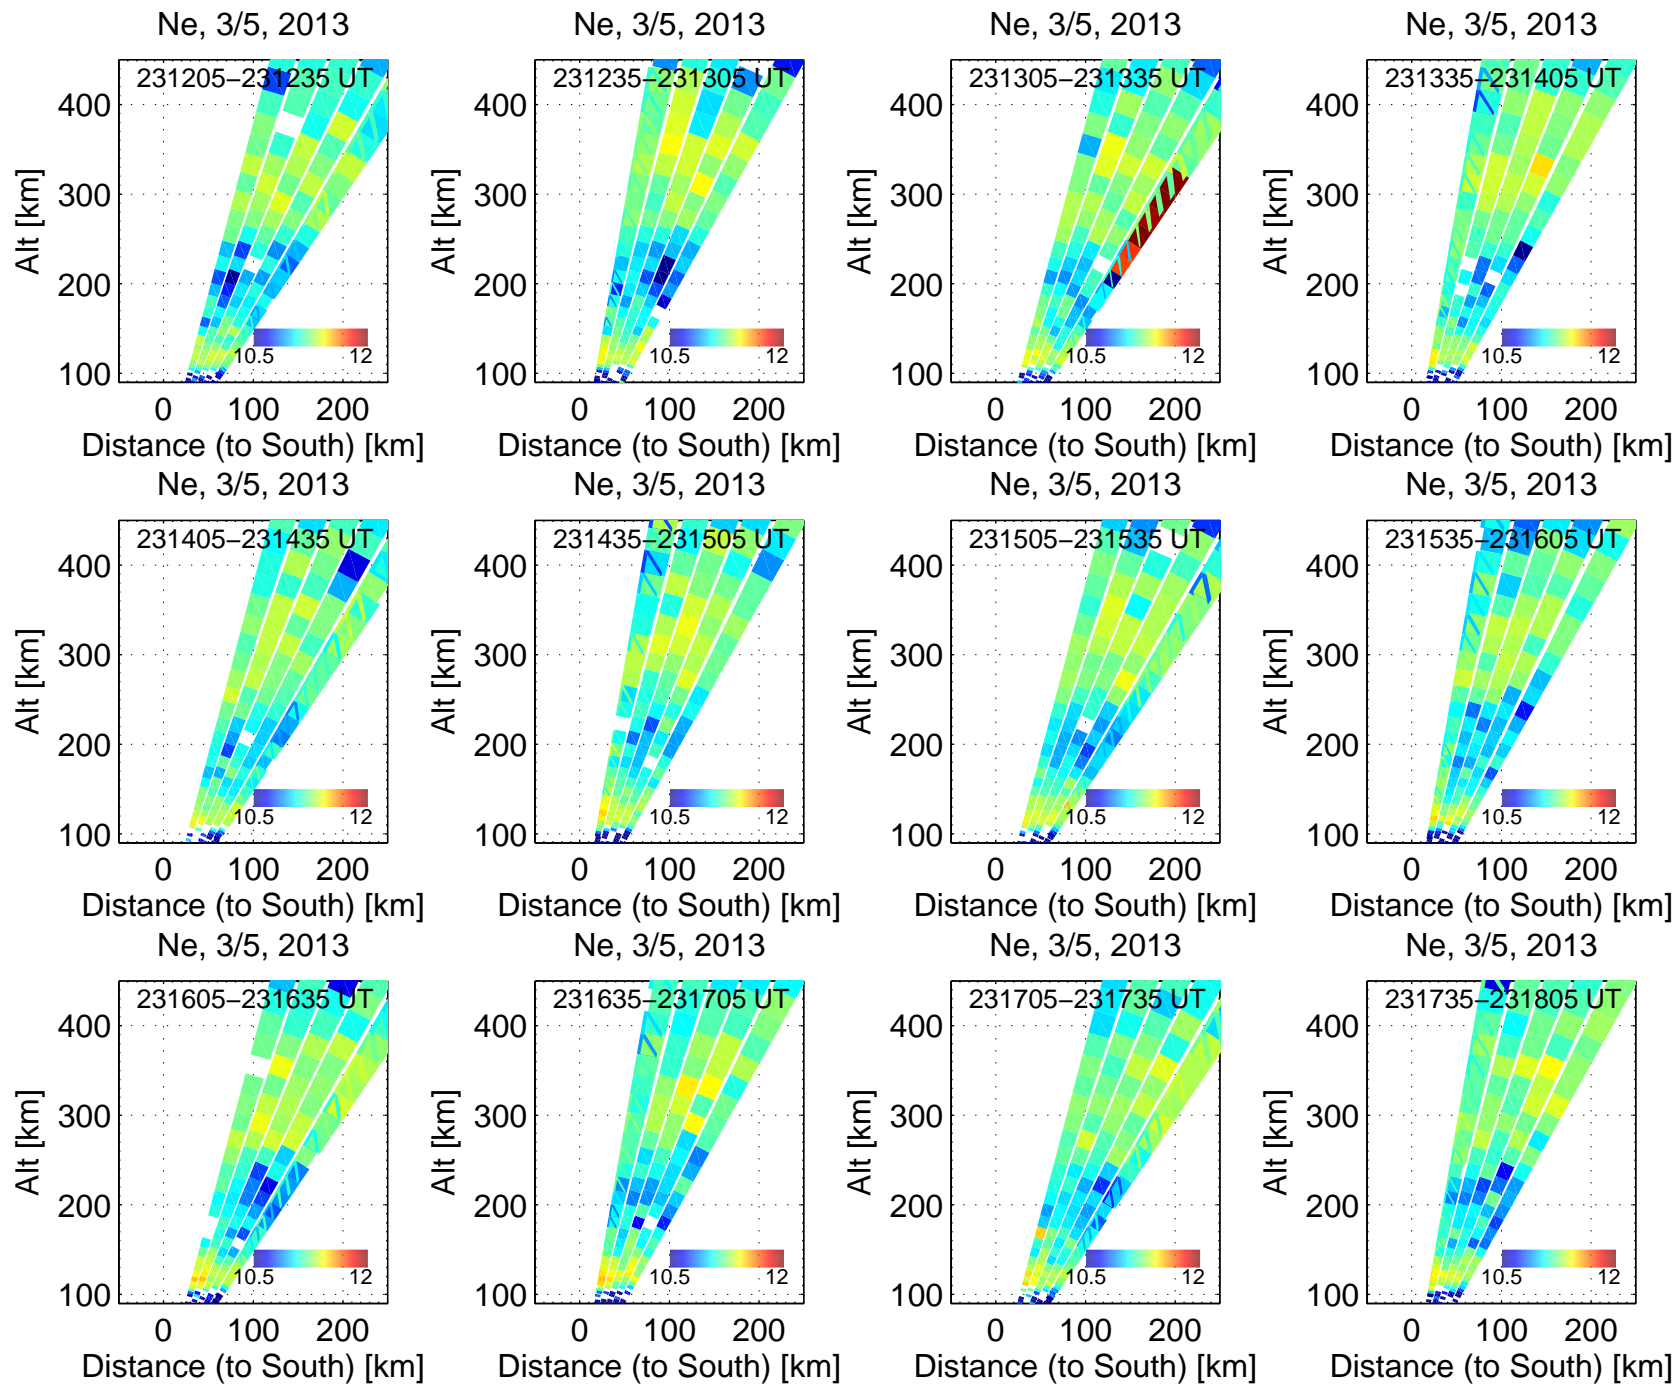 Ne, 3/5, 2013 Ne, 3/5, 2013 Ne, 3/5, 2013 Ne, 3/5, 2013
231205−231235 UT 231235−231305 UT 231305−231335 UT 231335−231405 UT
400 400 400 400
300 300 300 300
200 200 200 200
100 100 100 100
Alt [km] Alt [km] Alt [km] Alt [km]
10.5 12 10.5 12 10.5 12 10.5 12
0 100 200 0 100 200 0 100 200 0 100 200
Distance (to South) [km] Distance (to South) [km] Distance (to South) [km] Distance (to South) [km]
Ne, 3/5, 2013 Ne, 3/5, 2013 Ne, 3/5, 2013 Ne, 3/5, 2013
231405−231435 UT 231435−231505 UT 231505−231535 UT 231535−231605 UT
400 400 400 400
300 300 300 300
200 200 200 200
100 100 100 100
Alt [km] Alt [km] Alt [km] Alt [km]
10.5 12 10.5 12 10.5 12 10.5 12
0 100 200 0 100 200 0 100 200 0 100 200
Distance (to South) [km] Distance (to South) [km] Distance (to South) [km] Distance (to South) [km]
Ne, 3/5, 2013 Ne, 3/5, 2013 Ne, 3/5, 2013 Ne, 3/5, 2013
231605−231635 UT 231635−231705 UT 231705−231735 UT 231735−231805 UT
400 400 400 400
300 300 300 300
200 200 200 200
100 100 100 100
Alt [km] Alt [km] Alt [km] Alt [km]
10.5 12 10.5 12 10.5 12 10.5 12
0 100 200 0 100 200 0 100 200 0 100 200
Distance (to South) [km] Distance (to South) [km] Distance (to South) [km] Distance (to South) [km]